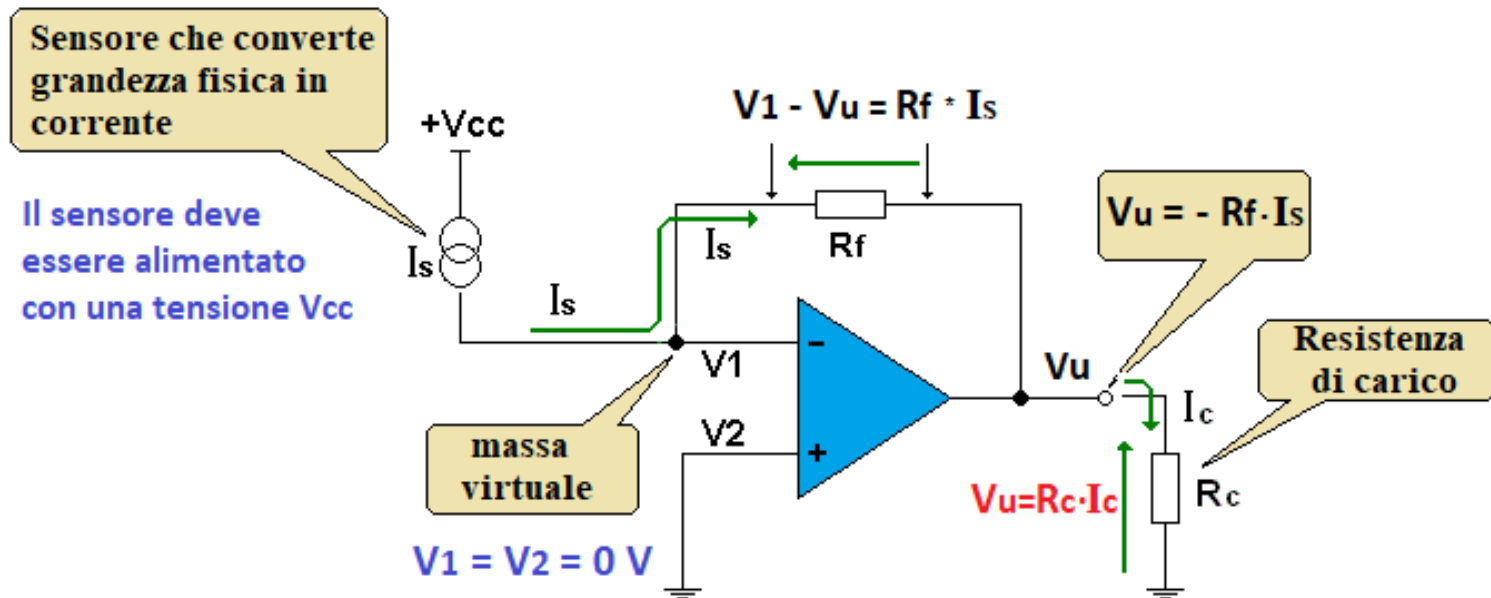 Sensore che converte
grandezza fisica in
corrente
+Vcc
V1 - Vu = Rf * Is
Il sensore deve
essere alimentato
con una tensione Vcc
Is
Is
Is
Rf
Vu = - Rf·Is
V1
-
V2
+
Vu
Resistenza
di carico
Ic
massa
virtuale
Vu=Rc·Ic
Rc
V1 = V2 = 0 V